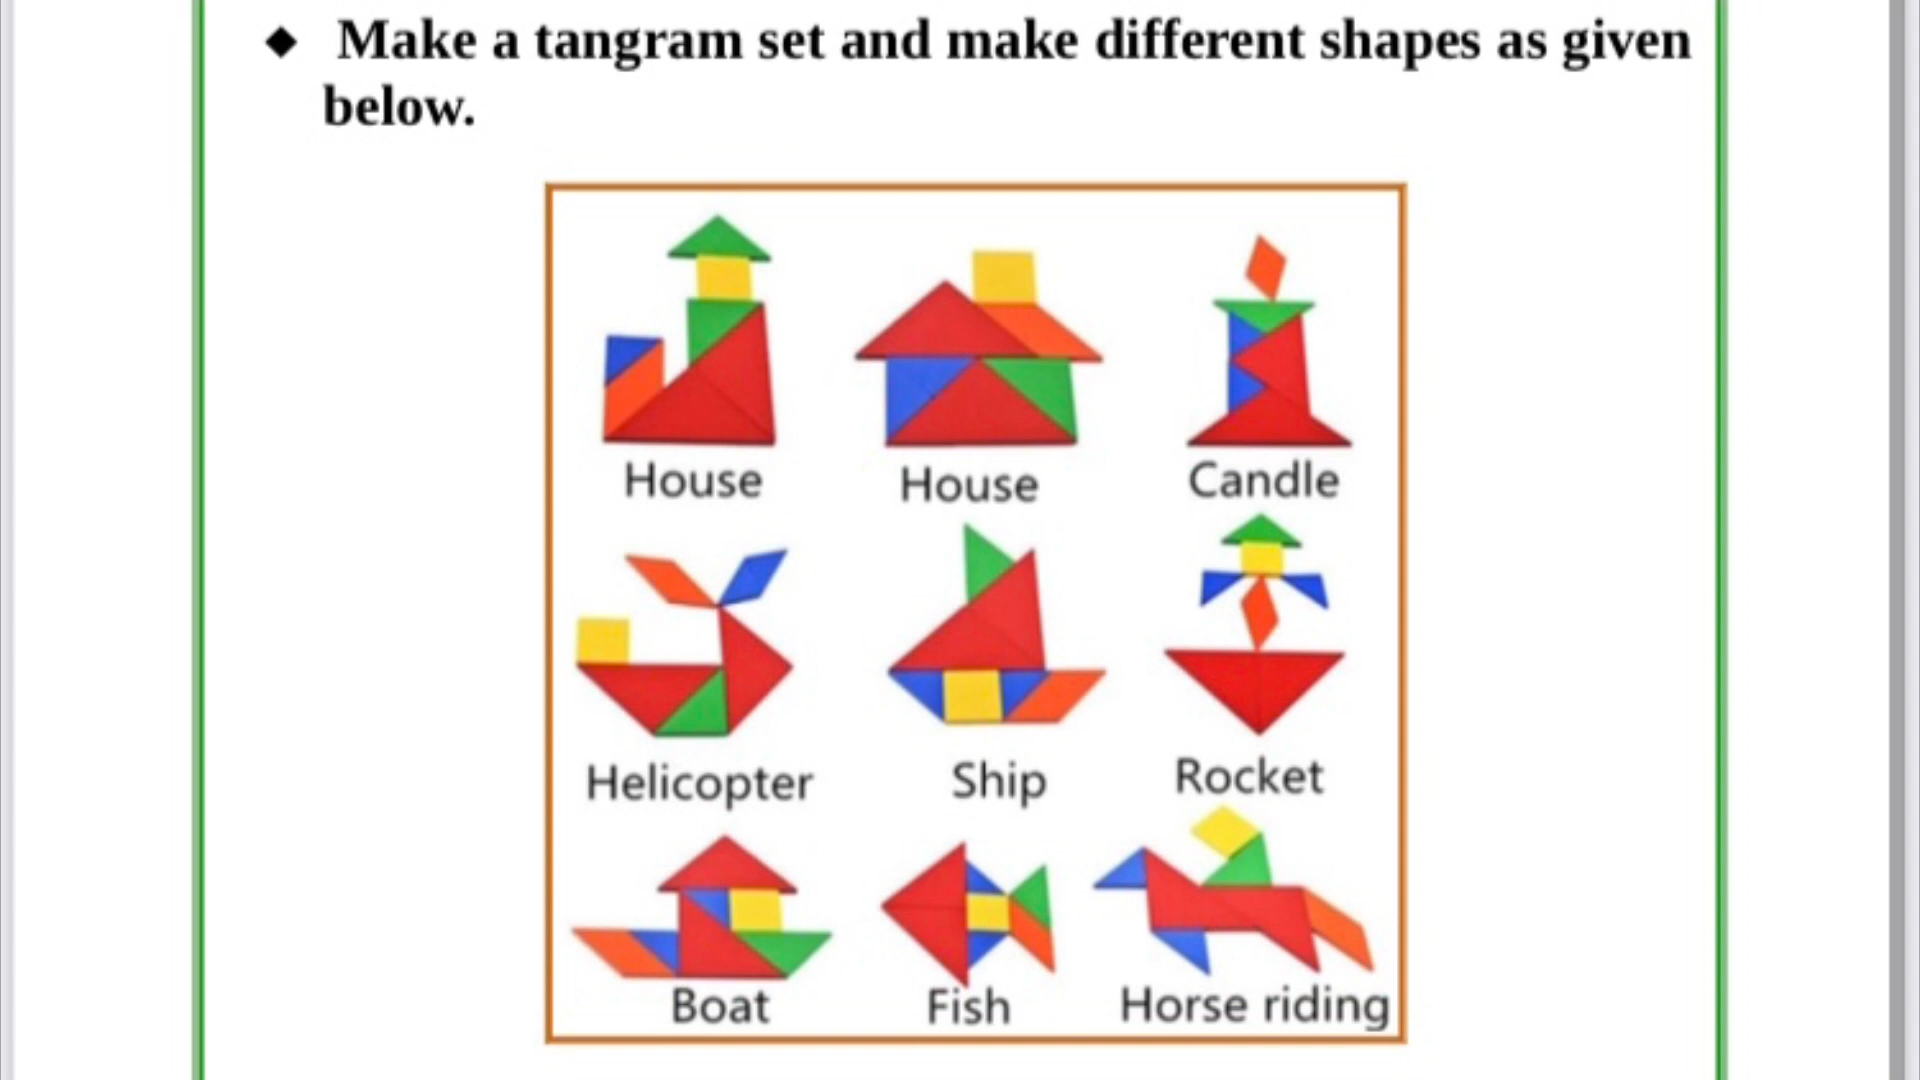 ◆ Make a tangram set and make different shapes as given
below.
House House Candle
Helicopter Ship Rocket
Boat Fish Horse riding